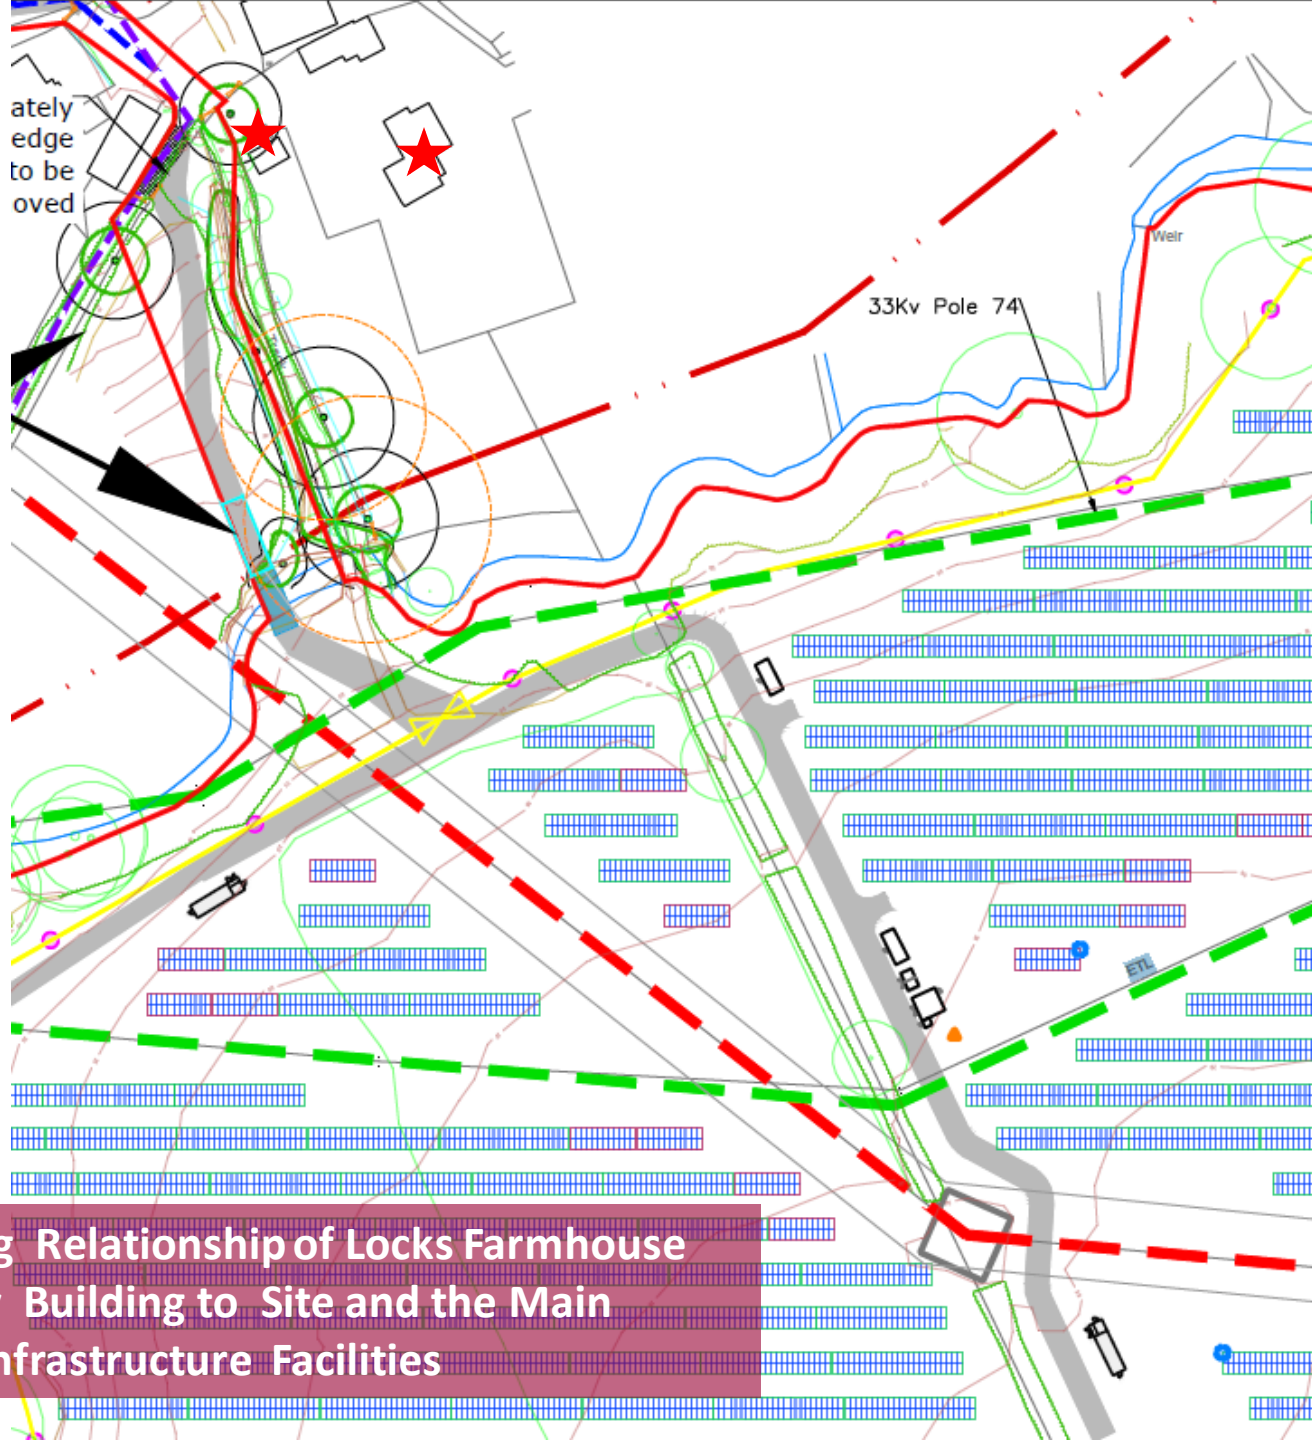 ately
edge
to be
oved
Weir
33Kv Pole 74
ETL
g Relationship of Locks Farmhouse
Building to Site and the Main
nfrastructure Facilities